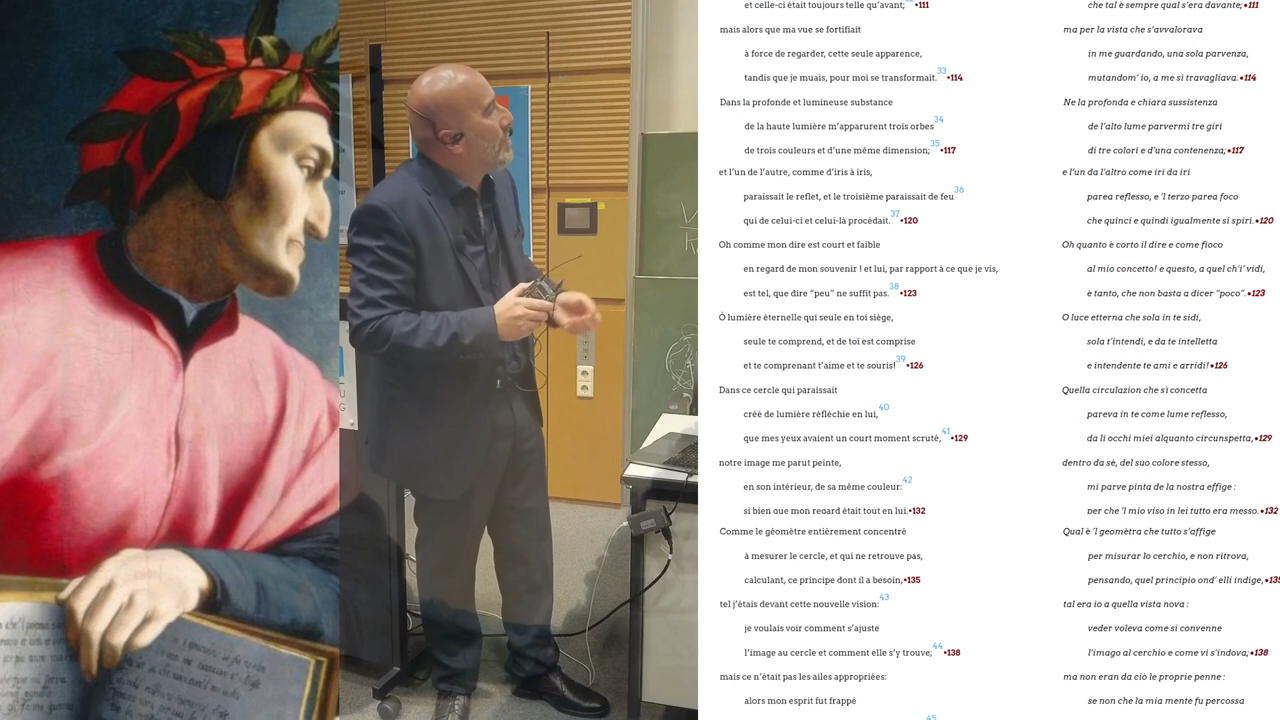 et celle-ci était toujours telle qu’avant; •111
mais alors que ma vue se fortifiait
à force de regarder, cette seule apparence,
tandis que je muais, pour moi se transformait.33 •114
Dans la profonde et lumineuse substance
de la haute lumière m’apparurent trois orbes34
de trois couleurs et d’une même dimension;35 •117
et l’un de l’autre, comme d’iris à iris,
paraissait le reflet, et le troisième paraissait de feu36
qui de celui-ci et celui-là procédait.37 •120
Oh comme mon dire est court et faible
en regard de mon souvenir ! et lui, par rapport à ce que je vis,
est tel, que dire “peu” ne suffit pas.38 •123
Ô lumière éternelle qui seule en toi siège,
seule te comprend, et de toi est comprise
et te comprenant t’aime et te souris!39 •126
Dans ce cercle qui paraissait
créé de lumière réfléchie en lui,40
que mes yeux avaient un court moment scruté,41 •129
notre image me parut peinte,
en son intérieur, de sa même couleur:42
si bien que mon regard était tout en lui.•132
Comme le géomètre entièrement concentré
à mesurer le cercle, et qui ne retrouve pas,
calculant, ce principe dont il a besoin,•135
tel j’étais devant cette nouvelle vision:43
je voulais voir comment s’ajuste
l’image au cercle et comment elle s’y trouve;44 •138
mais ce n’était pas les ailes appropriées:
alors mon esprit fut frappé
45
che tal è sempre qual s’era davante;•111
ma per la vista che s’avvalorava
in me guardando, una sola parvenza,
mutandom’ io, a me si travagliava.•114
Ne la profonda e chiara sussistenza
de l’alto lume parvermi tre giri
di tre colori e d’una contenenza;•117
e l’un da l’altro come iri da iri
parea reflesso, e ’l terzo parea foco
che quinci e quindi igualmente si spiri.•120
Oh quanto è corto il dire e come fioco
al mio concetto! e questo, a quel ch’i’ vidi,
è tanto, che non basta a dicer “poco”.•123
O luce etterna che sola in te sidi,
sola t’intendi, e da te intelletta
e intendente te ami e arridi!•126
Quella circulazion che sì concetta
pareva in te come lume reflesso,
da li occhi miei alquanto circunspetta,•129
dentro da sé, del suo colore stesso,
mi parve pinta de la nostra effige :
per che ’l mio viso in lei tutto era messo.•132
Qual è ’l geomètra che tutto s’affige
per misurar lo cerchio, e non ritrova,
pensando, quel principio ond’ elli indige,•135
tal era io a quella vista nova :
veder voleva come si convenne
l’imago al cerchio e come vi s’indova;•138
ma non eran da ciò le proprie penne :
se non che la mia mente fu percossa